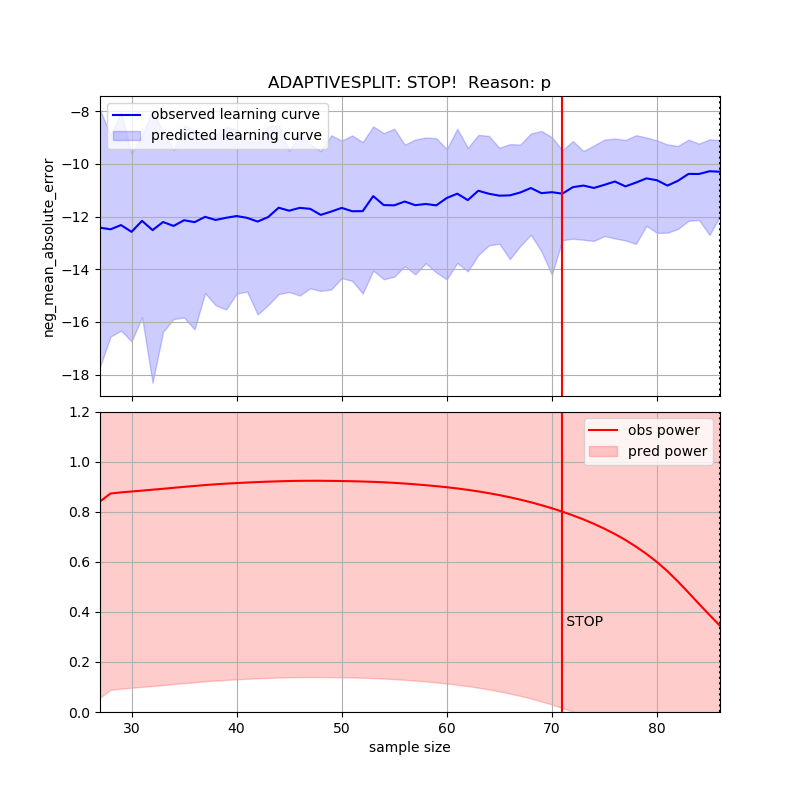 ADAPTIVESPLIT: STOP!  Reason: p
observed learning curve
predicted learning curve
neg_mean_absolute_error
−8
−10
−12
−14
−16
−18
obs power
pred power
1.2
1.0
0.8
0.6
0.4
0.2
0.0
STOP
30 40 50 60 70 80
sample size